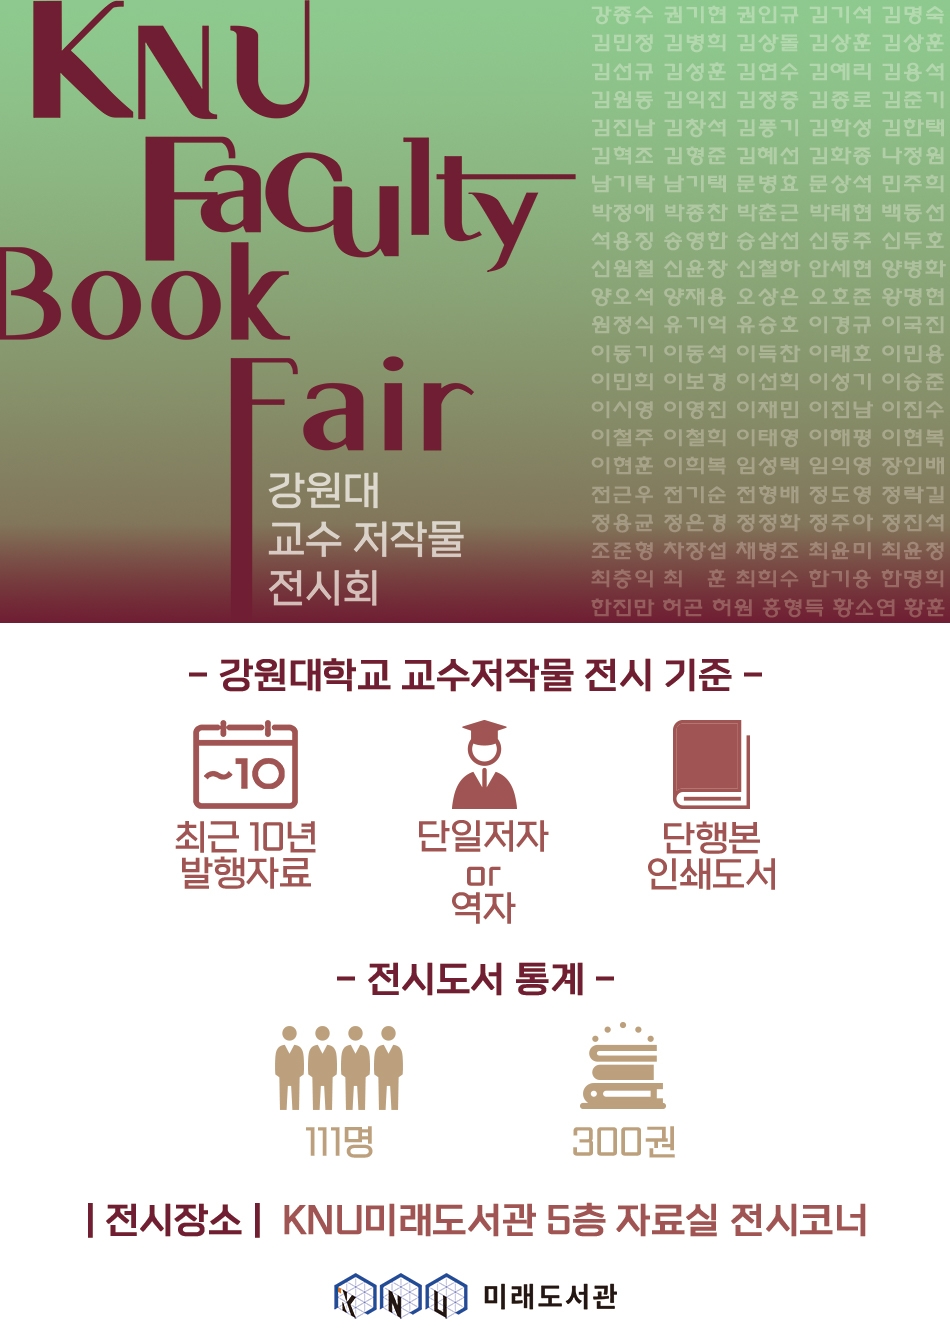 KNU
Faculty
Book
Fair
강원대
교수 저작물
전시회
강종수 권기현 권인규 김기석 김명숙
김민정 김병희 김상돌 김상훈 김상훈
김선규 김성훈 김연수 김예리 김용석
김원동 김익진 김정중 김종로 김준기
김진남 김창석 김풍기 김학성 김한택
김혁조 김형준 김혜선 김화종 나정원
남기탁 남기택 문병효 문상석 민주희
박정애 박종찬 박춘근 박태현 백동선
석용징 송영한 승삼선 신동주 신두호
신원철 신윤창 신철하 안세현 양병화
양오석 양재용 오상은 오호준 왕명현
원정식 유기억 유승호 이경규 이국진
이동기 이동석 이득찬 이래호 이민용
이민희 이보경 이선희 이성기 이승준
이시영 이영진 이재민 이진남 이진수
이철주 이철희 이태영 이해평 이현복
이현훈 이희복 임성택 임의영 장인배
전근우 전기순 전형배 정도영 정락길
정용균 정은경 정정화 정주아 정진석
조준형 차장섭 채병조 최윤미 최윤정
최종익 최 훈 최희수 한기웅 한명희
한진만 허곤 허원 홍형득 황소연 황훈
– 강원대학교 교수저작물 전시 기준 –
~10
최근 10년
발행자료
단일저자
or
역자
단행본
인쇄도서
– 전시도서 통계 –
111명
300권
| 전시장소 | KNU미래도서관 5층 자료실 전시코너
KNU 미래도서관